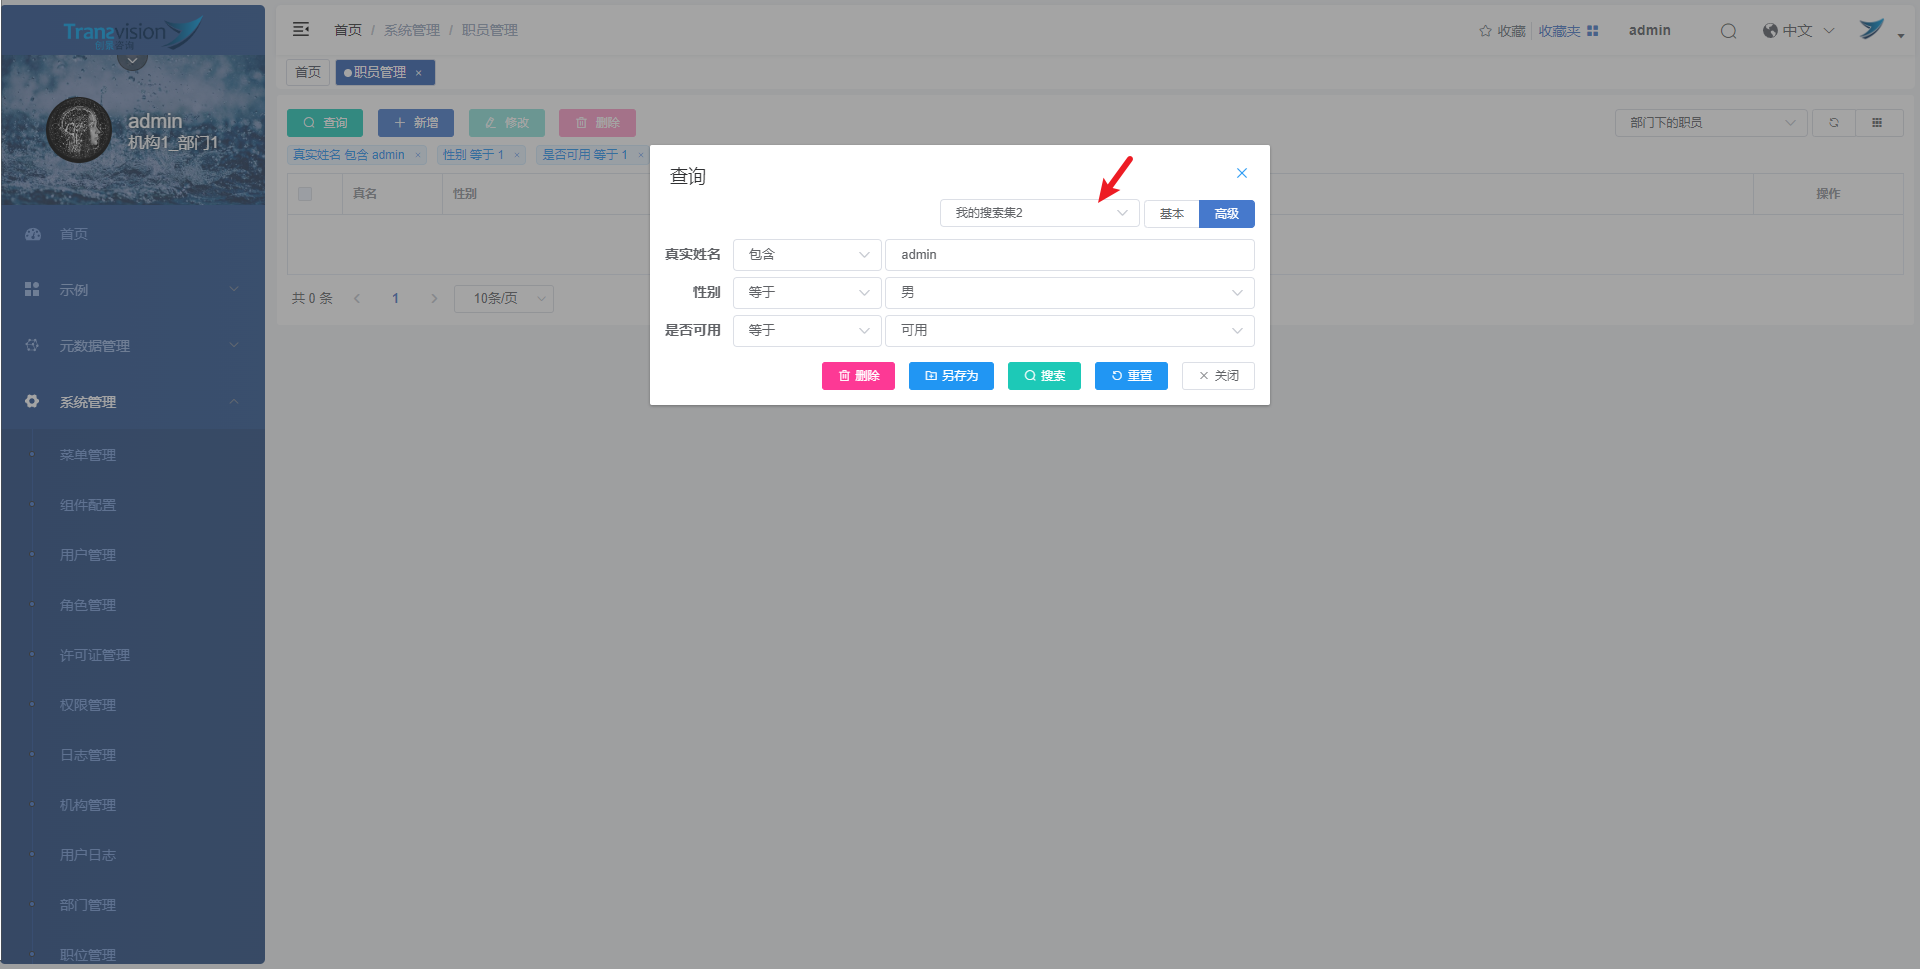 Transvision
创景咨询
admin
机构1_部门1
首页
示例
元数据管理
系统管理
菜单管理
组件配置
用户管理
角色管理
许可证管理
权限管理
日志管理
机构管理
用户日志
部门管理
职位管理
首页 / 系统管理 / 职员管理
收藏 收藏夹 admin 中文
首页 职员管理 ×
查询 新增 修改 删除 部门下的职员
真实姓名 包含 admin × 性别 等于 1 × 是否可用 等于 1 ×
真名 性别 操作
共 0 条 1 10条/页
查询
我的搜索集2 基本 高级
真实姓名 包含 admin
性别 等于 男
是否可用 等于 可用
删除 另存为 搜索 重置 关闭